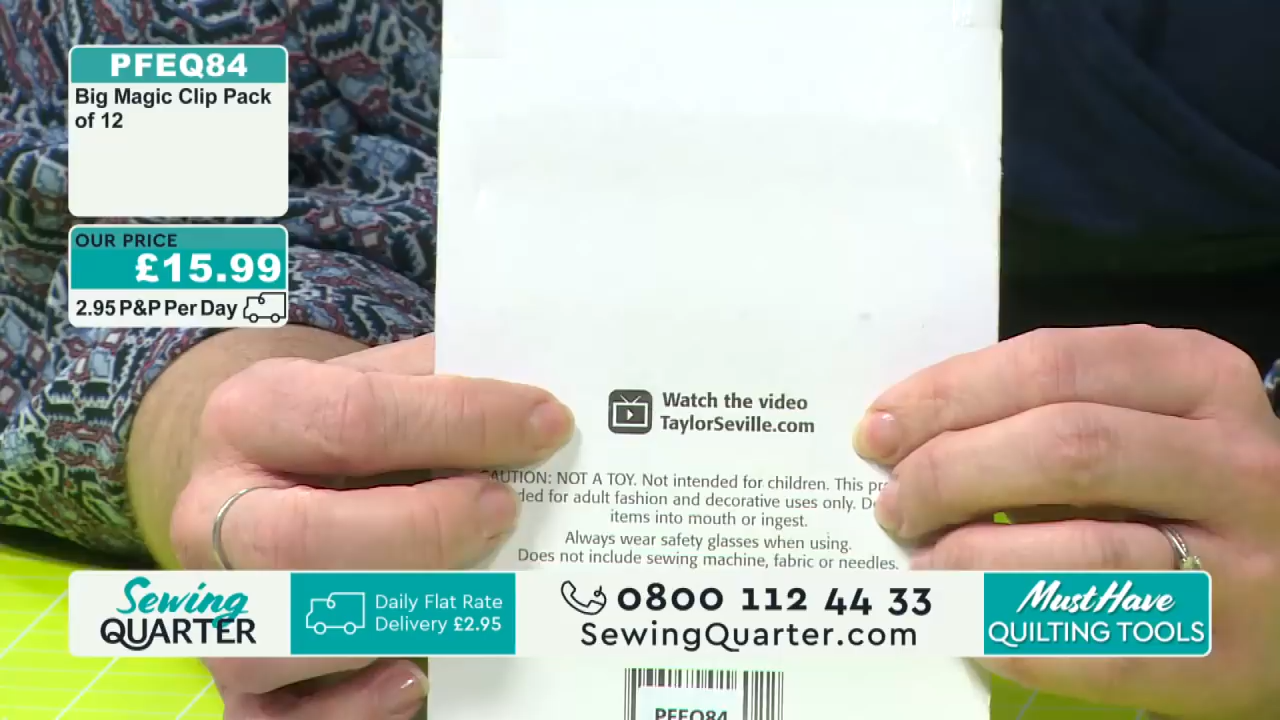 PFEQ84
Big Magic Clip Pack
of 12
OUR PRICE
£15.99
2.95 P&P Per Day
Watch the video
TaylorSeville.com
CAUTION: NOT A TOY. Not intended for children. This
for adult fashion and decorative uses only.
items into mouth or ingest.
Always wear safety glasses when using.
Does not include sewing machine, fabric or needles.
Sewing
QUARTER
Daily Flat Rate
Delivery £2.95
0800 112 44 33
SewingQuarter.com
Must Have
QUILTING TOOLS
PFEQ84